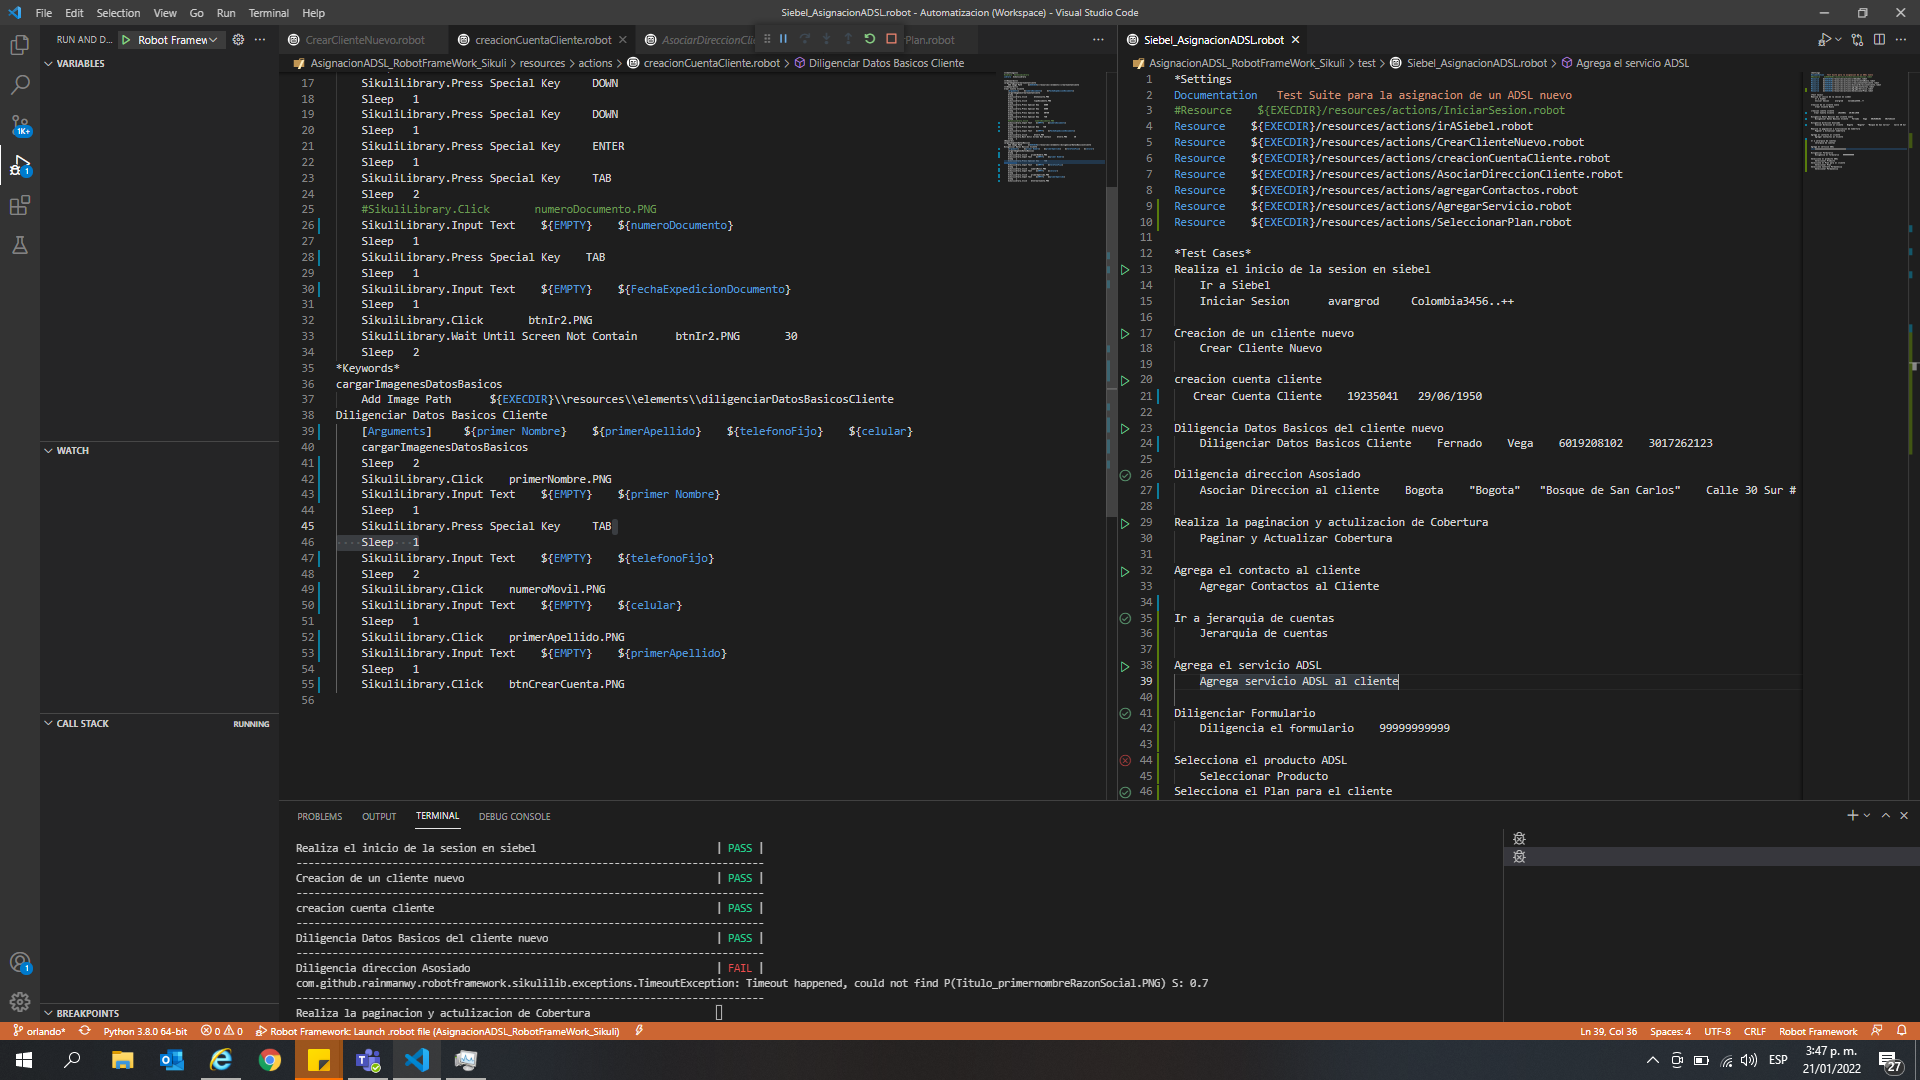 File Edit Selection View Go Run Terminal Help
Siebel_AsignacionADSL.robot - Automatizacion (Workspace) - Visual Studio Code
RUN AND D... Robot Framew
CrearClienteNuevo.robot creacionCuentaCliente.robot AsociarDireccionCli Plan.robot
Siebel_AsignacionADSL.robot
VARIABLES
WATCH
CALL STACK RUNNING
BREAKPOINTS
1K+
1
1
AsignacionADSL_RobotFrameWork_Sikuli > resources > actions > creacionCuentaCliente.robot > Diligenciar Datos Basicos Cliente
17 SikuliLibrary.Press Special Key DOWN
18 Sleep 1
19 SikuliLibrary.Press Special Key DOWN
20 Sleep 1
21 SikuliLibrary.Press Special Key ENTER
22 Sleep 1
23 SikuliLibrary.Press Special Key TAB
24 Sleep 2
25 #SikuliLibrary.Click numeroDocumento.PNG
26 SikuliLibrary.Input Text ${EMPTY} ${numeroDocumento}
27 Sleep 1
28 SikuliLibrary.Press Special Key TAB
29 Sleep 1
30 SikuliLibrary.Input Text ${EMPTY} ${FechaExpedicionDocumento}
31 Sleep 1
32 SikuliLibrary.Click btnIr2.PNG
33 SikuliLibrary.Wait Until Screen Not Contain btnIr2.PNG 30
34 Sleep 2
35 *Keywords*
36 cargarImagenesDatosBasicos
37 Add Image Path ${EXECDIR}\\resources\\elements\\diligenciarDatosBasicosCliente
38 Diligenciar Datos Basicos Cliente
39 [Arguments] ${primer Nombre} ${primerApellido} ${telefonoFijo} ${celular}
40 cargarImagenesDatosBasicos
41 Sleep 2
42 SikuliLibrary.Click primerNombre.PNG
43 SikuliLibrary.Input Text ${EMPTY} ${primer Nombre}
44 Sleep 1
45 SikuliLibrary.Press Special Key TAB
46 Sleep 1
47 SikuliLibrary.Input Text ${EMPTY} ${telefonoFijo}
48 Sleep 2
49 SikuliLibrary.Click numeroMovil.PNG
50 SikuliLibrary.Input Text ${EMPTY} ${celular}
51 Sleep 1
52 SikuliLibrary.Click primerApellido.PNG
53 SikuliLibrary.Input Text ${EMPTY} ${primerApellido}
54 Sleep 1
55 SikuliLibrary.Click btnCrearCuenta.PNG
56
AsignacionADSL_RobotFrameWork_Sikuli > test > Siebel_AsignacionADSL.robot > Agrega el servicio ADSL
1 *Settings
2 Documentation Test Suite para la asignacion de un ADSL nuevo
3 #Resource ${EXECDIR}/resources/actions/IniciarSesion.robot
4 Resource ${EXECDIR}/resources/actions/irASiebel.robot
5 Resource ${EXECDIR}/resources/actions/CrearClienteNuevo.robot
6 Resource ${EXECDIR}/resources/actions/creacionCuentaCliente.robot
7 Resource ${EXECDIR}/resources/actions/AsociarDireccionCliente.robot
8 Resource ${EXECDIR}/resources/actions/agregarContactos.robot
9 Resource ${EXECDIR}/resources/actions/AgregarServicio.robot
10 Resource ${EXECDIR}/resources/actions/SeleccionarPlan.robot
11
12 *Test Cases*
13 Realiza el inicio de la sesion en siebel
14 Ir a Siebel
15 Iniciar Sesion avargrod Colombia3456..++
16
17 Creacion de un cliente nuevo
18 Crear Cliente Nuevo
19
20 creacion cuenta cliente
21 Crear Cuenta Cliente 19235041 29/06/1950
22
23 Diligencia Datos Basicos del cliente nuevo
24 Diligenciar Datos Basicos Cliente Fernado Vega 6019208102 3017262123
25
26 Diligencia direccion Asosiado
27 Asociar Direccion al cliente Bogota "Bogota" "Bosque de San Carlos" Calle 30 Sur #
28
29 Realiza la paginacion y actulizacion de Cobertura
30 Paginar y Actualizar Cobertura
31
32 Agrega el contacto al cliente
33 Agregar Contactos al Cliente
34
35 Ir a jerarquia de cuentas
36 Jerarquia de cuentas
37
38 Agrega el servicio ADSL
39 Agrega servicio ADSL al cliente
40
41 Diligenciar Formulario
42 Diligencia el formulario 99999999999
43
44 Selecciona el producto ADSL
45 Seleccionar Producto
46 Selecciona el Plan para el cliente
PROBLEMS OUTPUT TERMINAL DEBUG CONSOLE
Realiza el inicio de la sesion en siebel | PASS |
Creacion de un cliente nuevo | PASS |
creacion cuenta cliente | PASS |
Diligencia Datos Basicos del cliente nuevo | PASS |
Diligencia direccion Asosiado | FAIL |
com.github.rainmanwy.robotframework.sikulilib.exceptions.TimeoutException: Timeout happened, could not find P(Titulo_primernombreRazonSocial.PNG) S: 0.7
Realiza la paginacion y actulizacion de Cobertura
orlando* Python 3.8.0 64-bit 0 0 Robot Framework: Launch .robot file (AsignacionADSL_RobotFrameWork_Sikuli) Ln 39, Col 36 Spaces: 4 UTF-8 CRLF Robot Framework
ESP 3:47 p. m.
21/01/2022
27